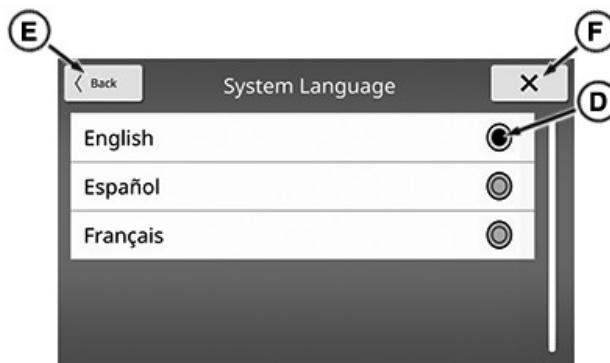 E
F
Back
System Language
D
English
Español
Français